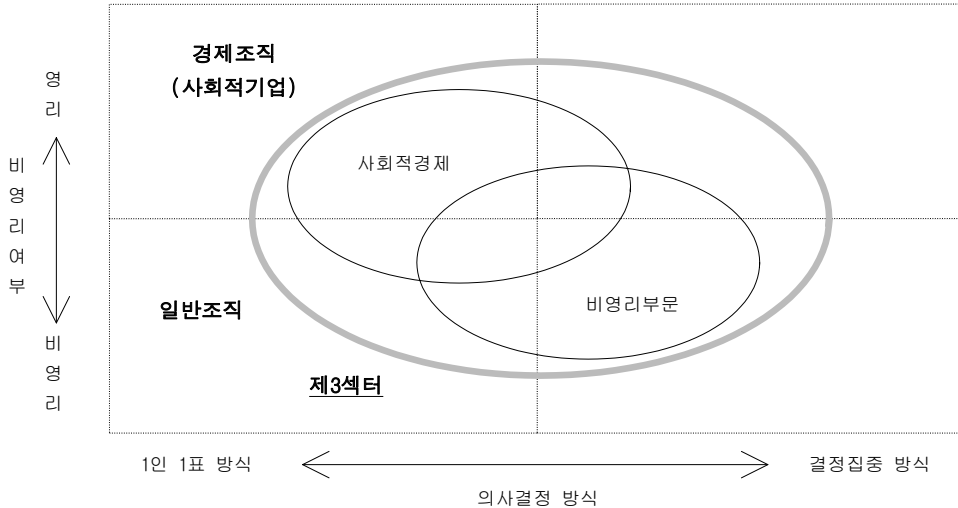 경제조직
(사회적기업)
영리
사회적경제
비영리여부
일반조직
비영리부문
비영리
제3섹터
1인 1표 방식
결정집중 방식
의사결정 방식